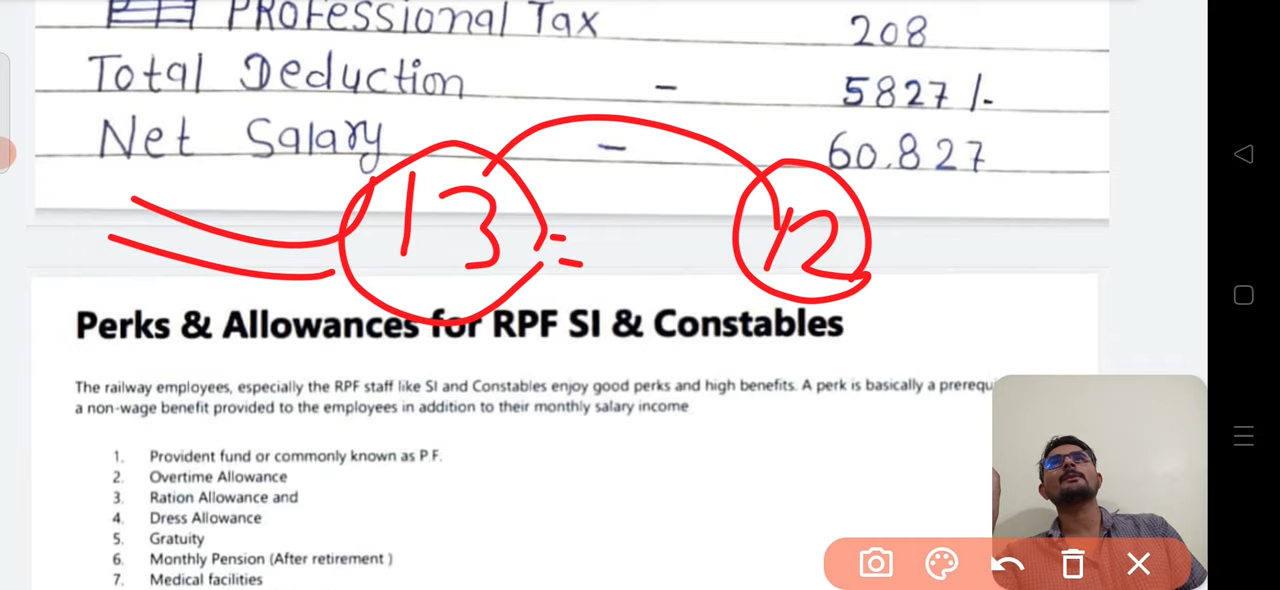 Professional Tax 208
Total Deduction - 5827/-
Net Salary - 60.827
13 = 12
Perks & Allowances for RPF SI & Constables
The railway employees, especially the RPF staff like SI and Constables enjoy good perks and high benefits. A perk is basically a
a non-wage benefit provided to the employees in addition to their monthly salary income
1. Provident fund or commonly known as P.F.
2. Overtime Allowance
3. Ration Allowance and
4. Dress Allowance
5. Gratuity
6. Monthly Pension (After retirement )
7. Medical facilities